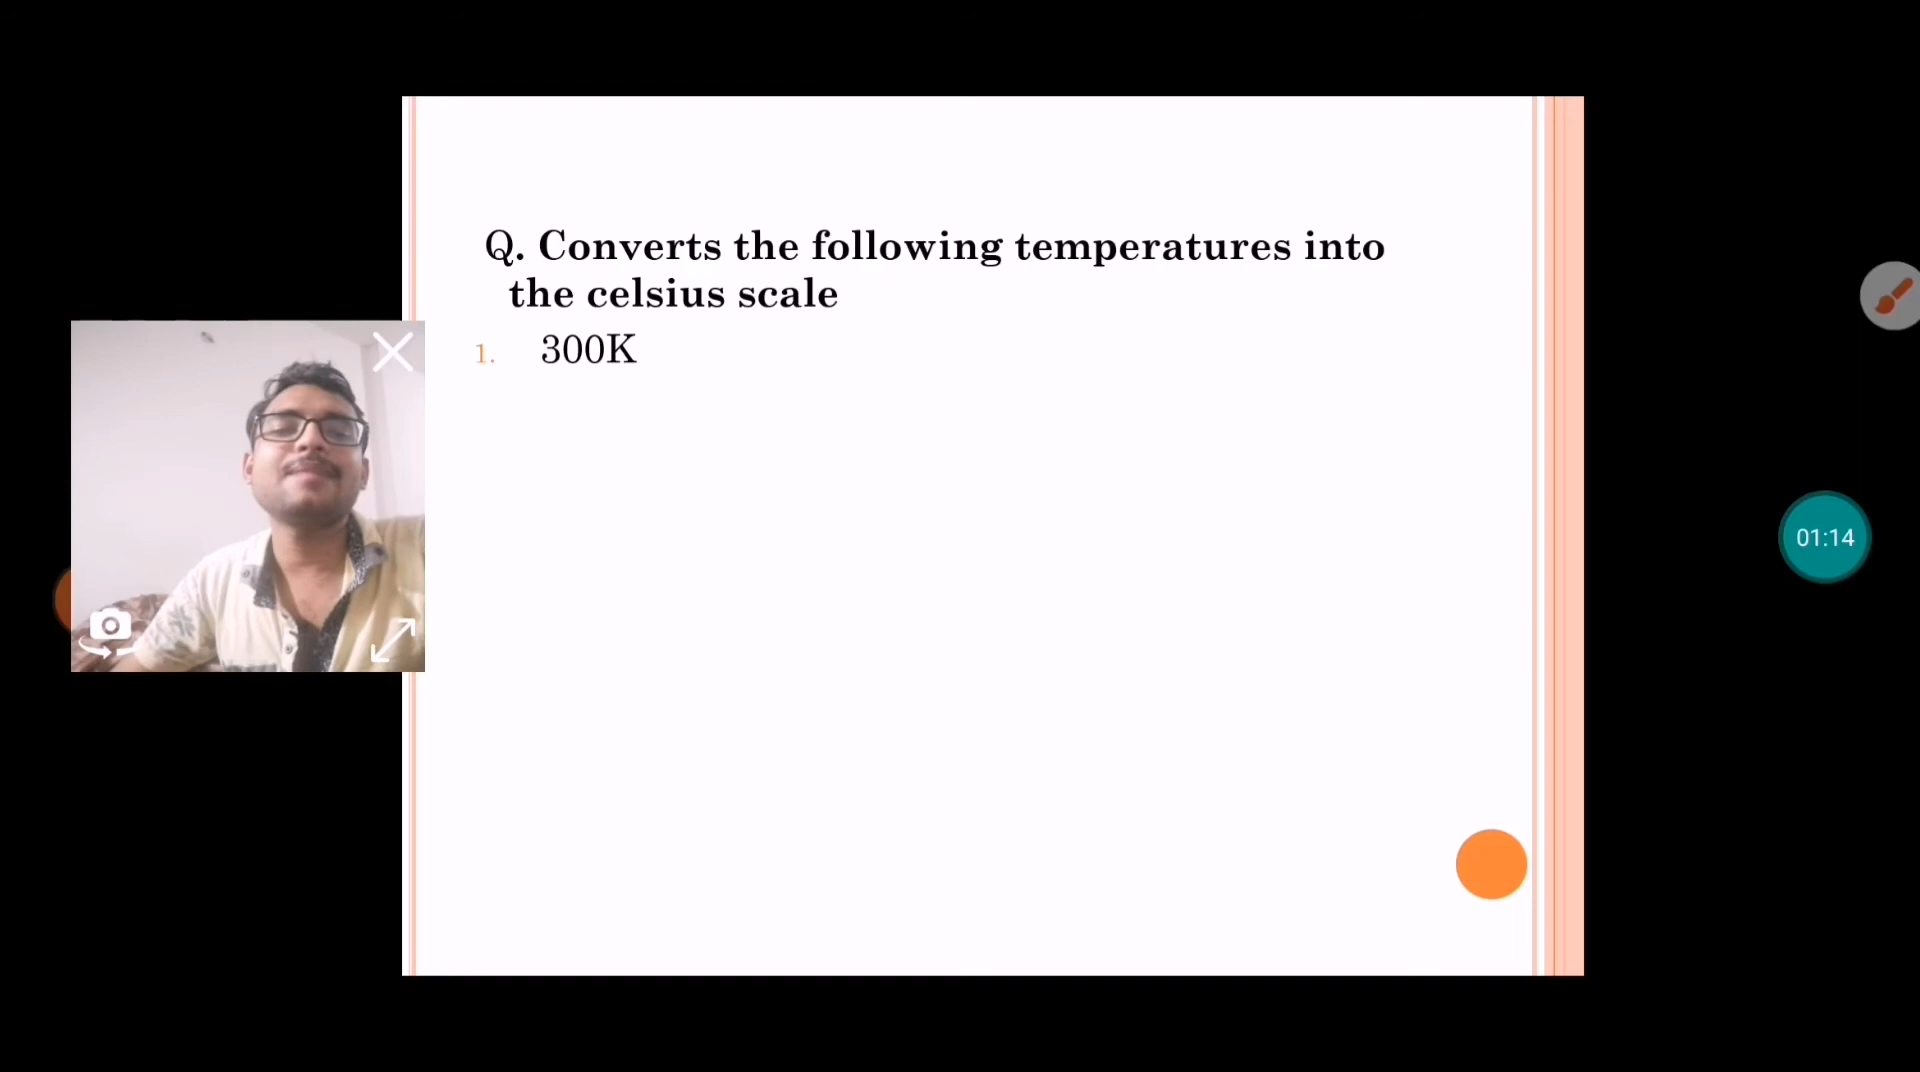 Q. Converts the following temperatures into
the celsius scale
1. 300K
01:14